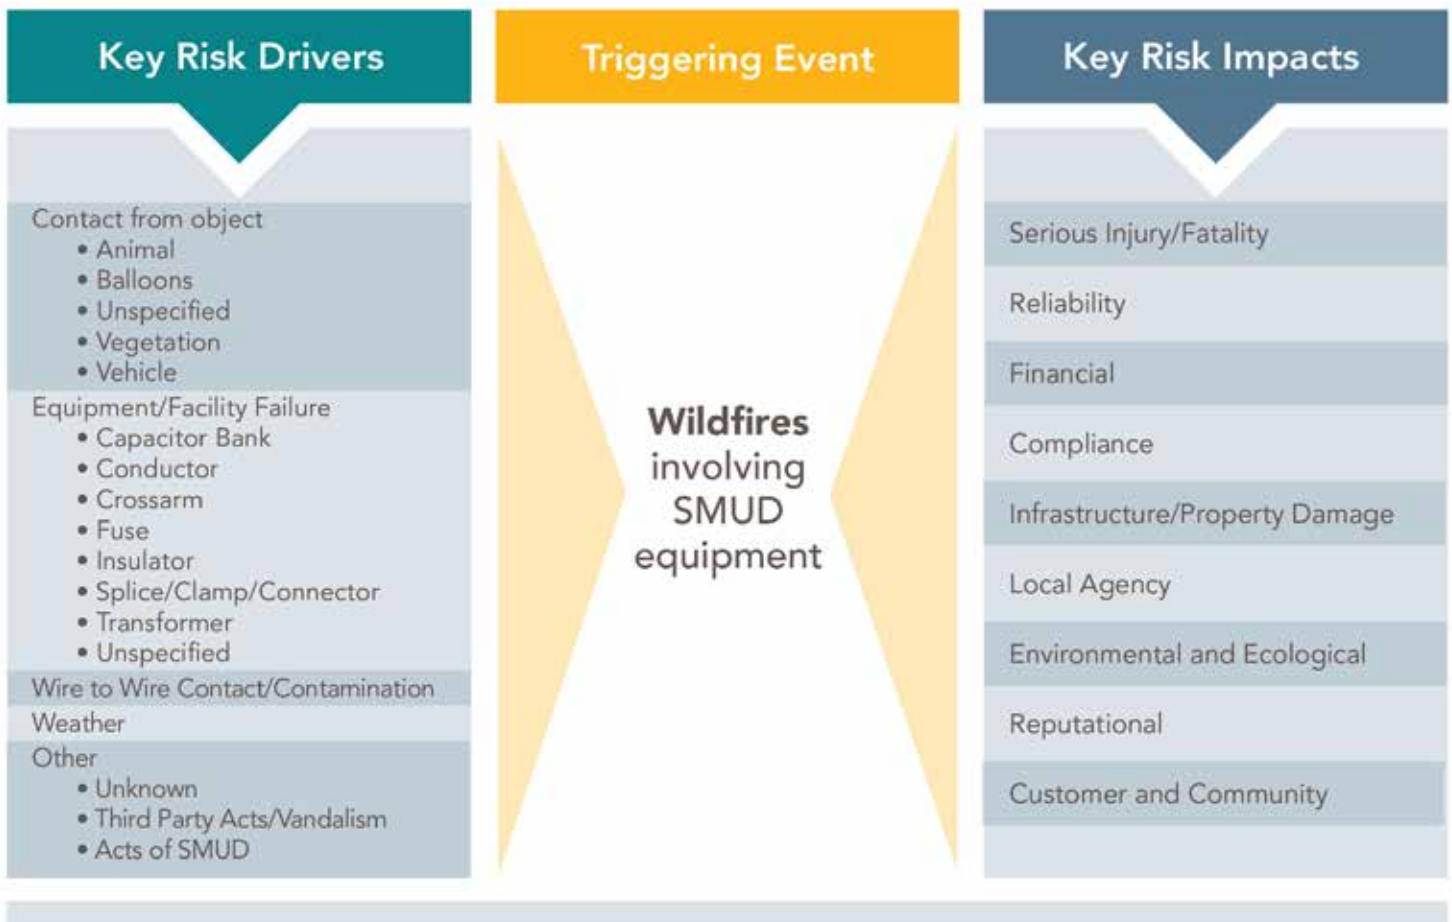 Key Risk Drivers
Contact from object
• Animal
• Balloons
• Unspecified
• Vegetation
• Vehicle
Equipment/Facility Failure
• Capacitor Bank
• Conductor
• Crossarm
• Fuse
• Insulator
• Splice/Clamp/Connector
• Transformer
• Unspecified
Wire to Wire Contact/Contamination
Weather
Other
• Unknown
• Third Party Acts/Vandalism
• Acts of SMUD
Triggering Event
Wildfires
involving
SMUD
equipment
Key Risk Impacts
Serious Injury/Fatality
Reliability
Financial
Compliance
Infrastructure/Property Damage
Local Agency
Environmental and Ecological
Reputational
Customer and Community